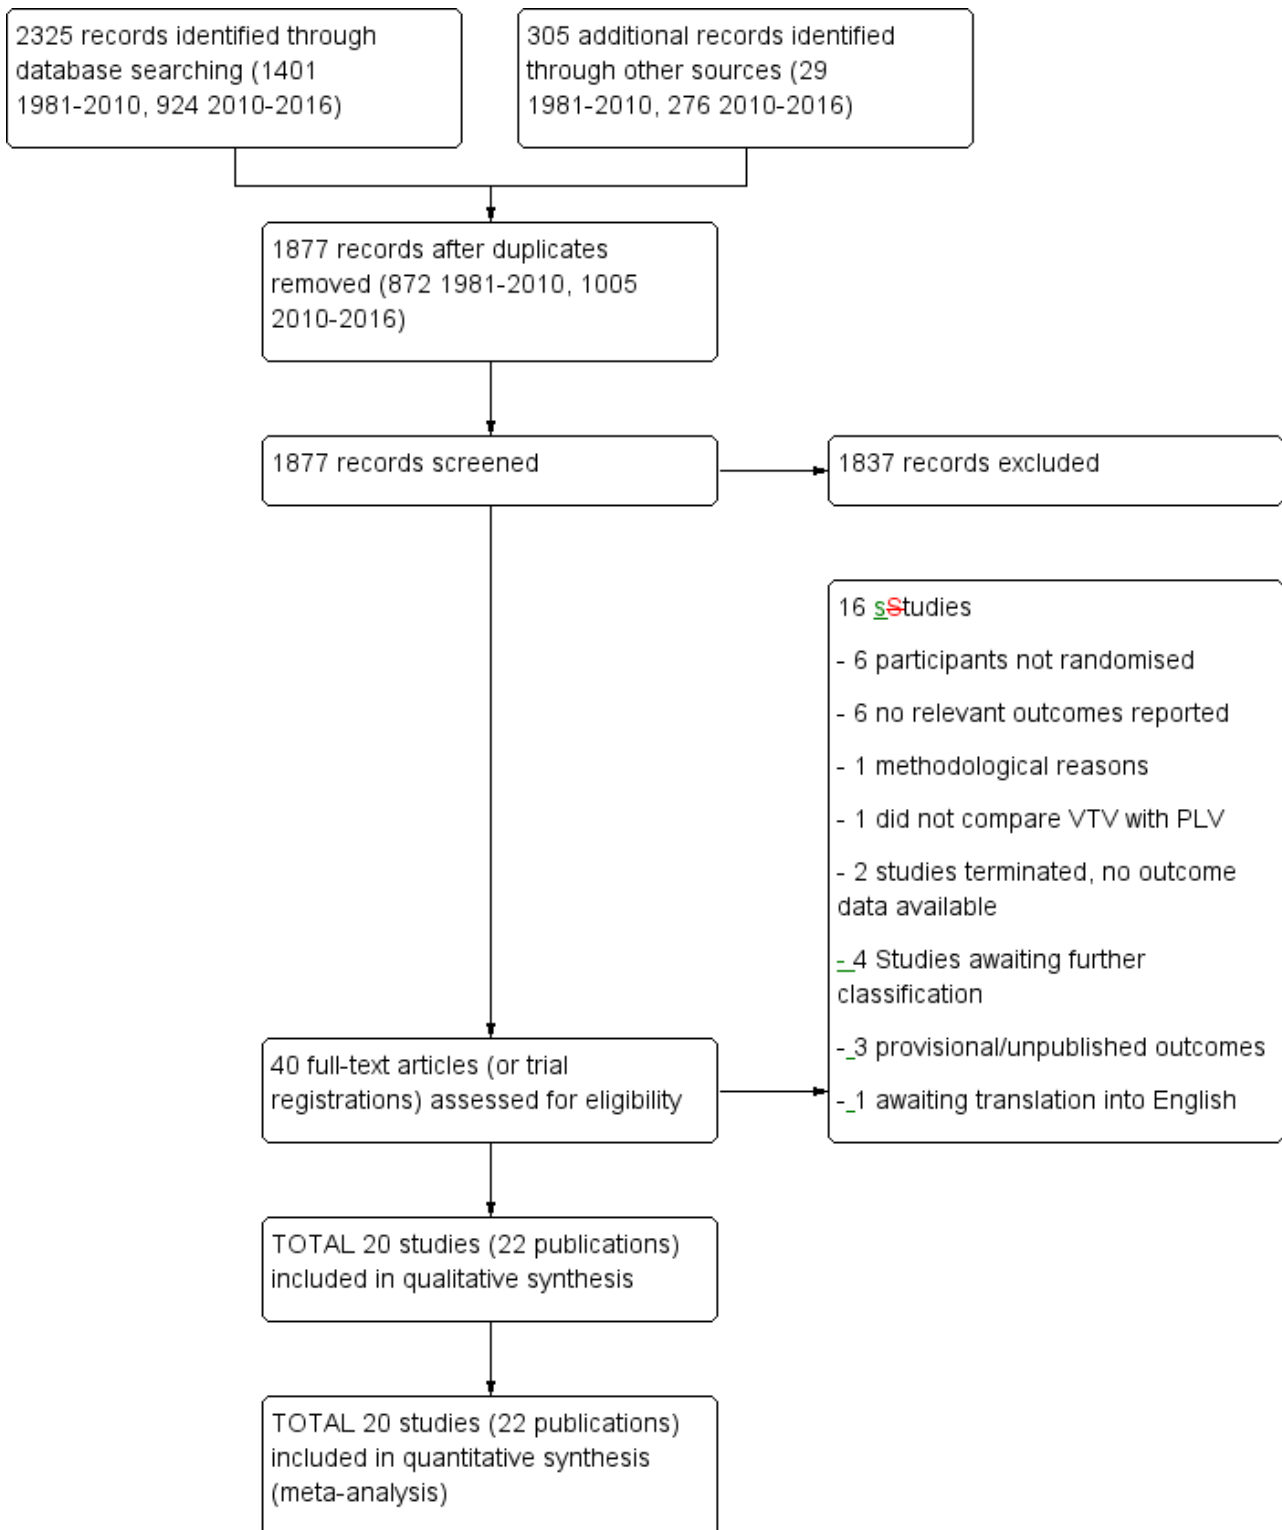 2325 records identified through
database searching (1401
1981-2010, 924 2010-2016)
305 additional records identified
through other sources (29
1981-2010, 276 2010-2016)
1877 records after duplicates
removed (872 1981-2010, 1005
2010-2016)
1877 records screened
1837 records excluded
16 sStudies
- 6 participants not randomised
- 6 no relevant outcomes reported
- 1 methodological reasons
- 1 did not compare VTV with PLV
- 2 studies terminated, no outcome
data available
- 4 Studies awaiting further
classification
- 3 provisional/unpublished outcomes
- 1 awaiting translation into English
40 full-text articles (or trial
registrations) assessed for eligibility
TOTAL 20 studies (22 publications)
included in qualitative synthesis
TOTAL 20 studies (22 publications)
included in quantitative synthesis
(meta-analysis)